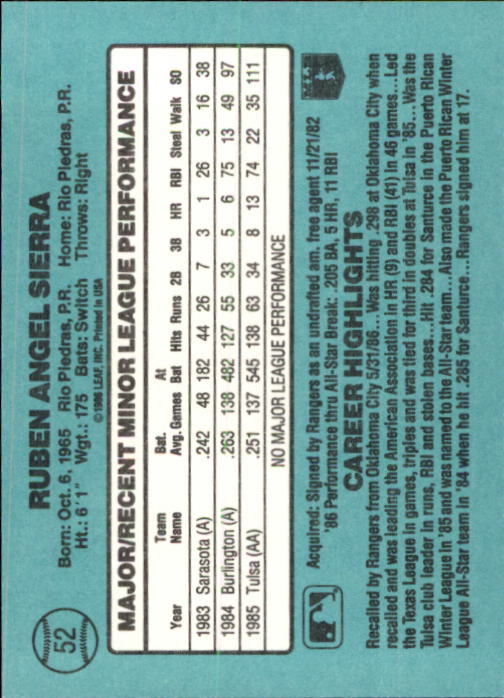 52
RUBEN ANGEL SIERRA
Born: Oct. 6, 1965 Rio Piedras, P.R. Home: Rio Piedras, P.R.
Ht.: 6'1" Wgt.: 175 Bats: Switch Throws: Right
©1986 LEAF, INC. Printed in USA
MAJOR/RECENT MINOR LEAGUE PERFORMANCE
Year Team Name Bat. Avg. Games At Bat Hits Runs 2B 3B HR RBI Steal Walk SO
1983 Sarasota (A) .242 48 182 44 26 7 3 1 26 3 16 38
1984 Burlington (A) .263 138 482 127 55 33 5 6 75 13 49 97
1985 Tulsa (AA) .251 137 545 138 63 34 8 13 74 22 35 111
NO MAJOR LEAGUE PERFORMANCE
Acquired: Signed by Rangers as an undrafted am. free agent 11/21/82
'86 Performance thru All-Star Break: .205 BA, 5 HR, 11 RBI
CAREER HIGHLIGHTS
Recalled by Rangers from Oklahoma City 5/31/86...Was hitting .298 at Oklahoma City when
recalled and was leading the American Association in HR (9) and RBI (41) in 46 games...Led
the Texas League in games, triples and was tied for third in doubles at Tulsa in '85...Was the
Tulsa club leader in runs, RBI and stolen bases...Hit .284 for Santurce in the Puerto Rican
Winter League in '85 and was named to the All-Star team...Also made the Puerto Rican Winter
League All-Star team in '84 when he hit .285 for Santurce...Rangers signed him at 17.